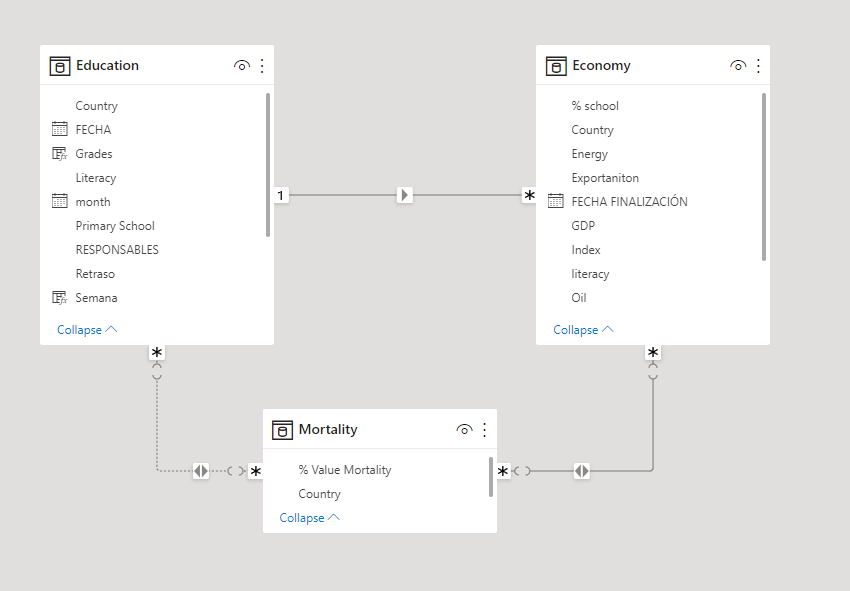 Education
Country
FECHA
Grades
Literacy
month
Primary School
RESPONSABLES
Retraso
Semana
Collapse
1
*
Economy
% school
Country
Energy
Exportaniton
FECHA FINALIZACIÓN
GDP
Index
literacy
Oil
Collapse
*
*
Mortality
% Value Mortality
Country
Collapse
*
*